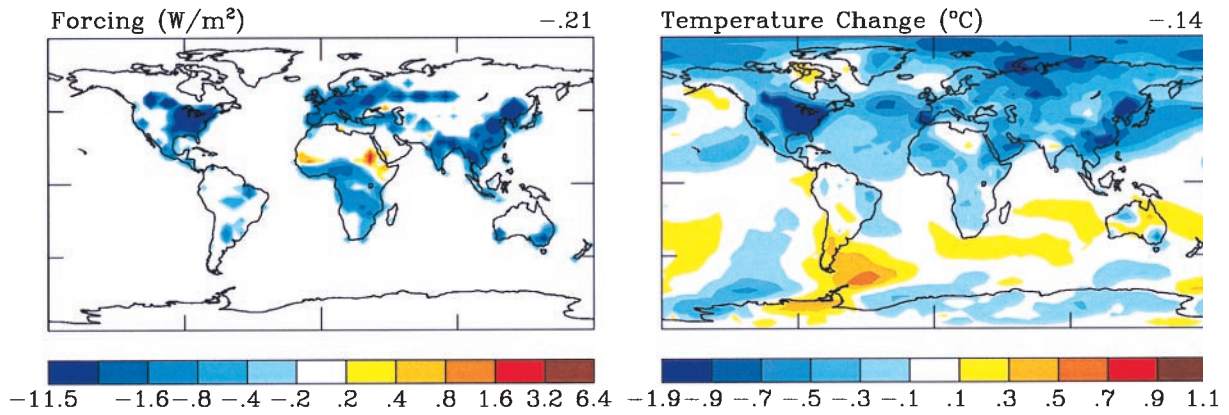 Forcing (W/m²) -.21
Temperature Change (°C) -.14
-11.5 -1.6 -.8 -.4 -.2 .2 .4 .8 1.6 3.2 6.4
-1.9 -.9 -.7 -.5 -.3 -.1 .1 .3 .5 .7 .9 1.1